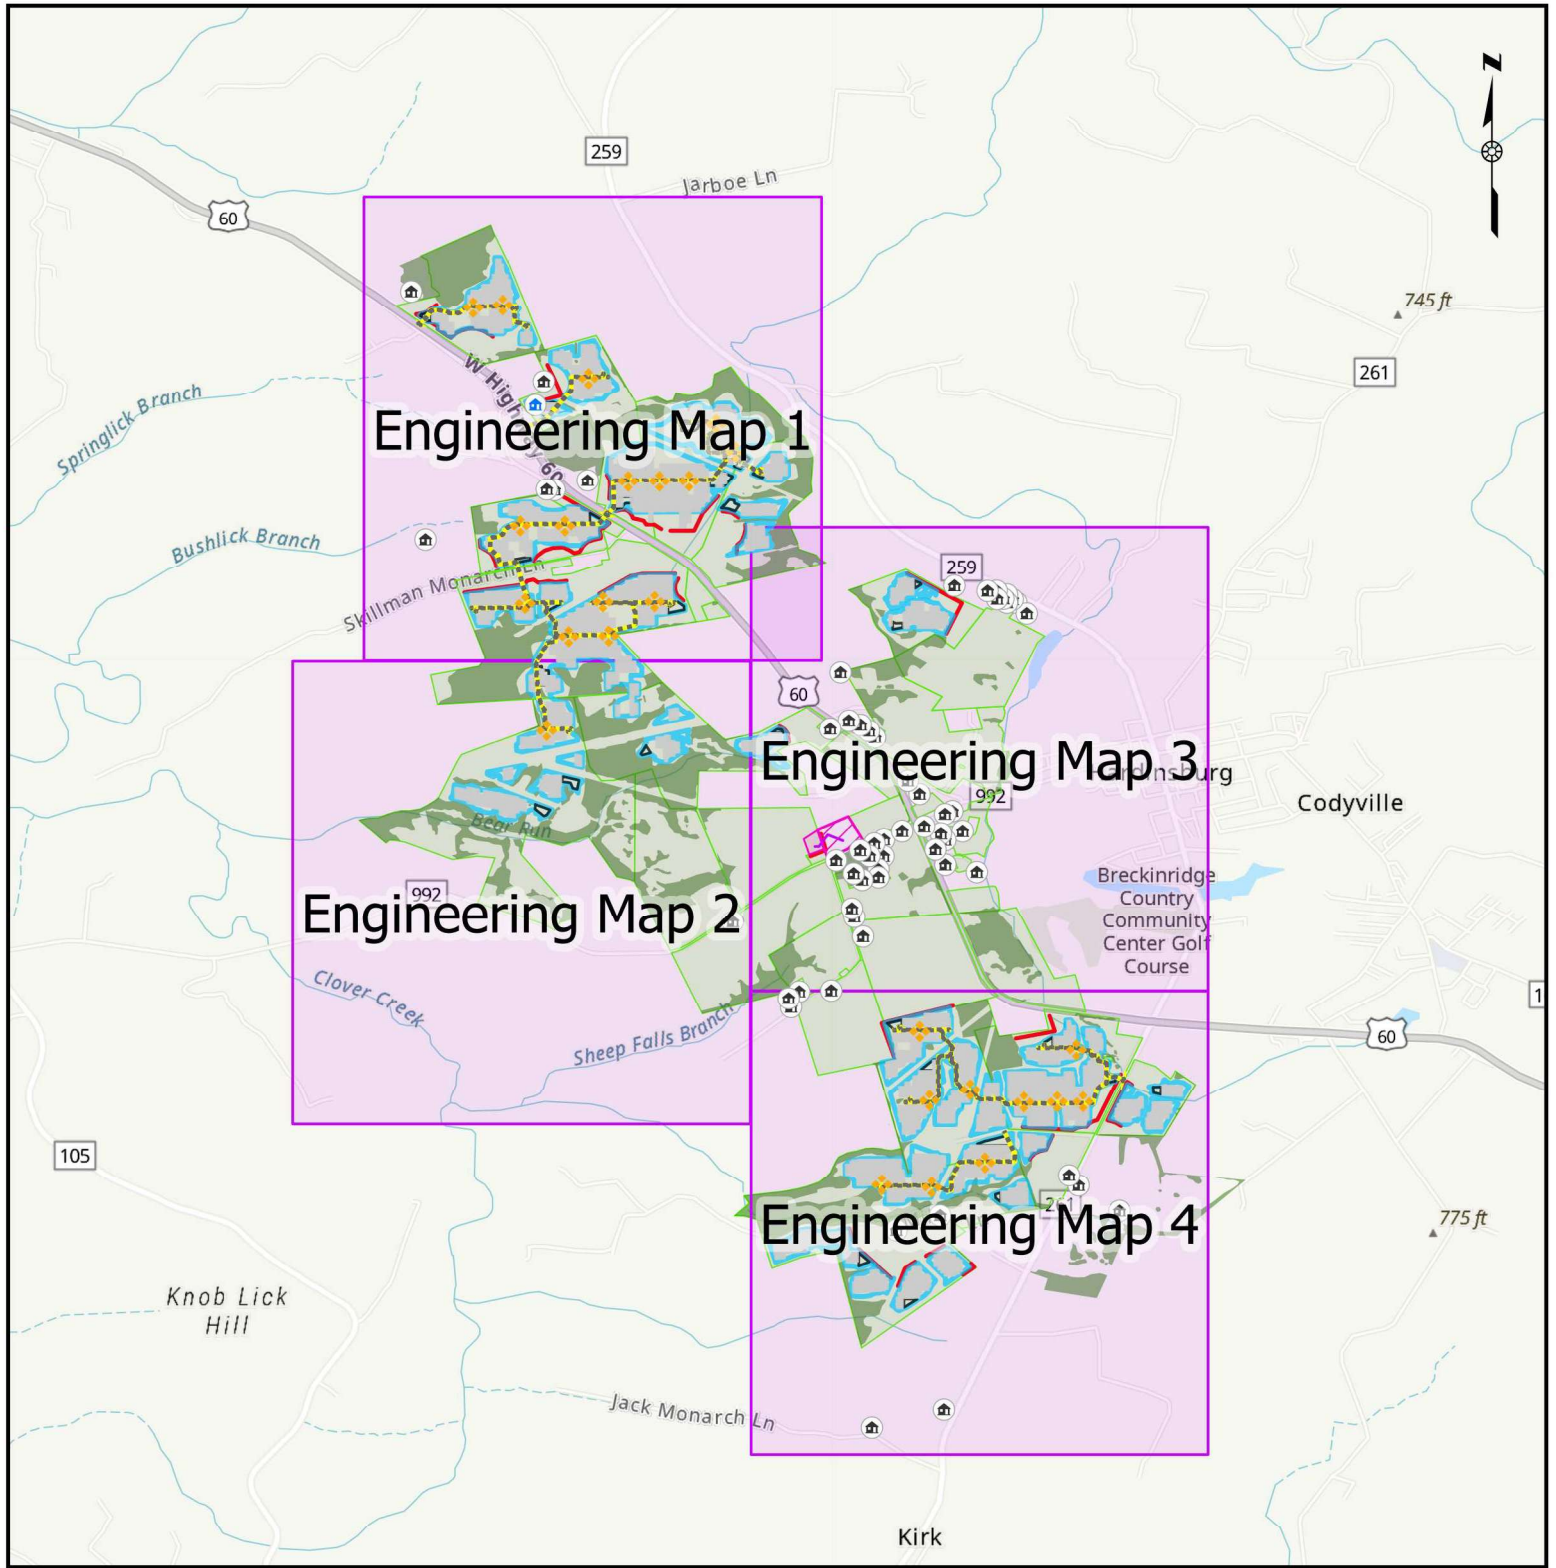 N
259
Jarboe Ln
60
745 ft
261
W Highway 60
Springlick Branch
Engineering Map 1
Bushlick Branch
Skillman Monarch Ln
259
60
Engineering Map 3
Hardinsburg
992
Codyville
Bear Run
992
Engineering Map 2
Breckinridge
Country
Community
Center Golf
Course
Clover Creek
Sheep Falls Branch
1
60
105
Engineering Map 4
775 ft
Knob Lick
Hill
Jack Monarch Ln
Kirk